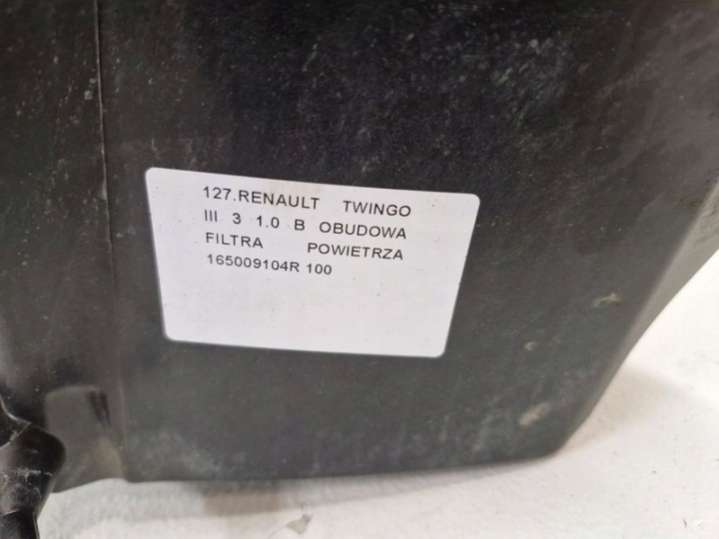 127.RENAULT TWINGO
III 3 1.0 B OBUDOWA
FILTRA POWIETRZA
165009104R 100